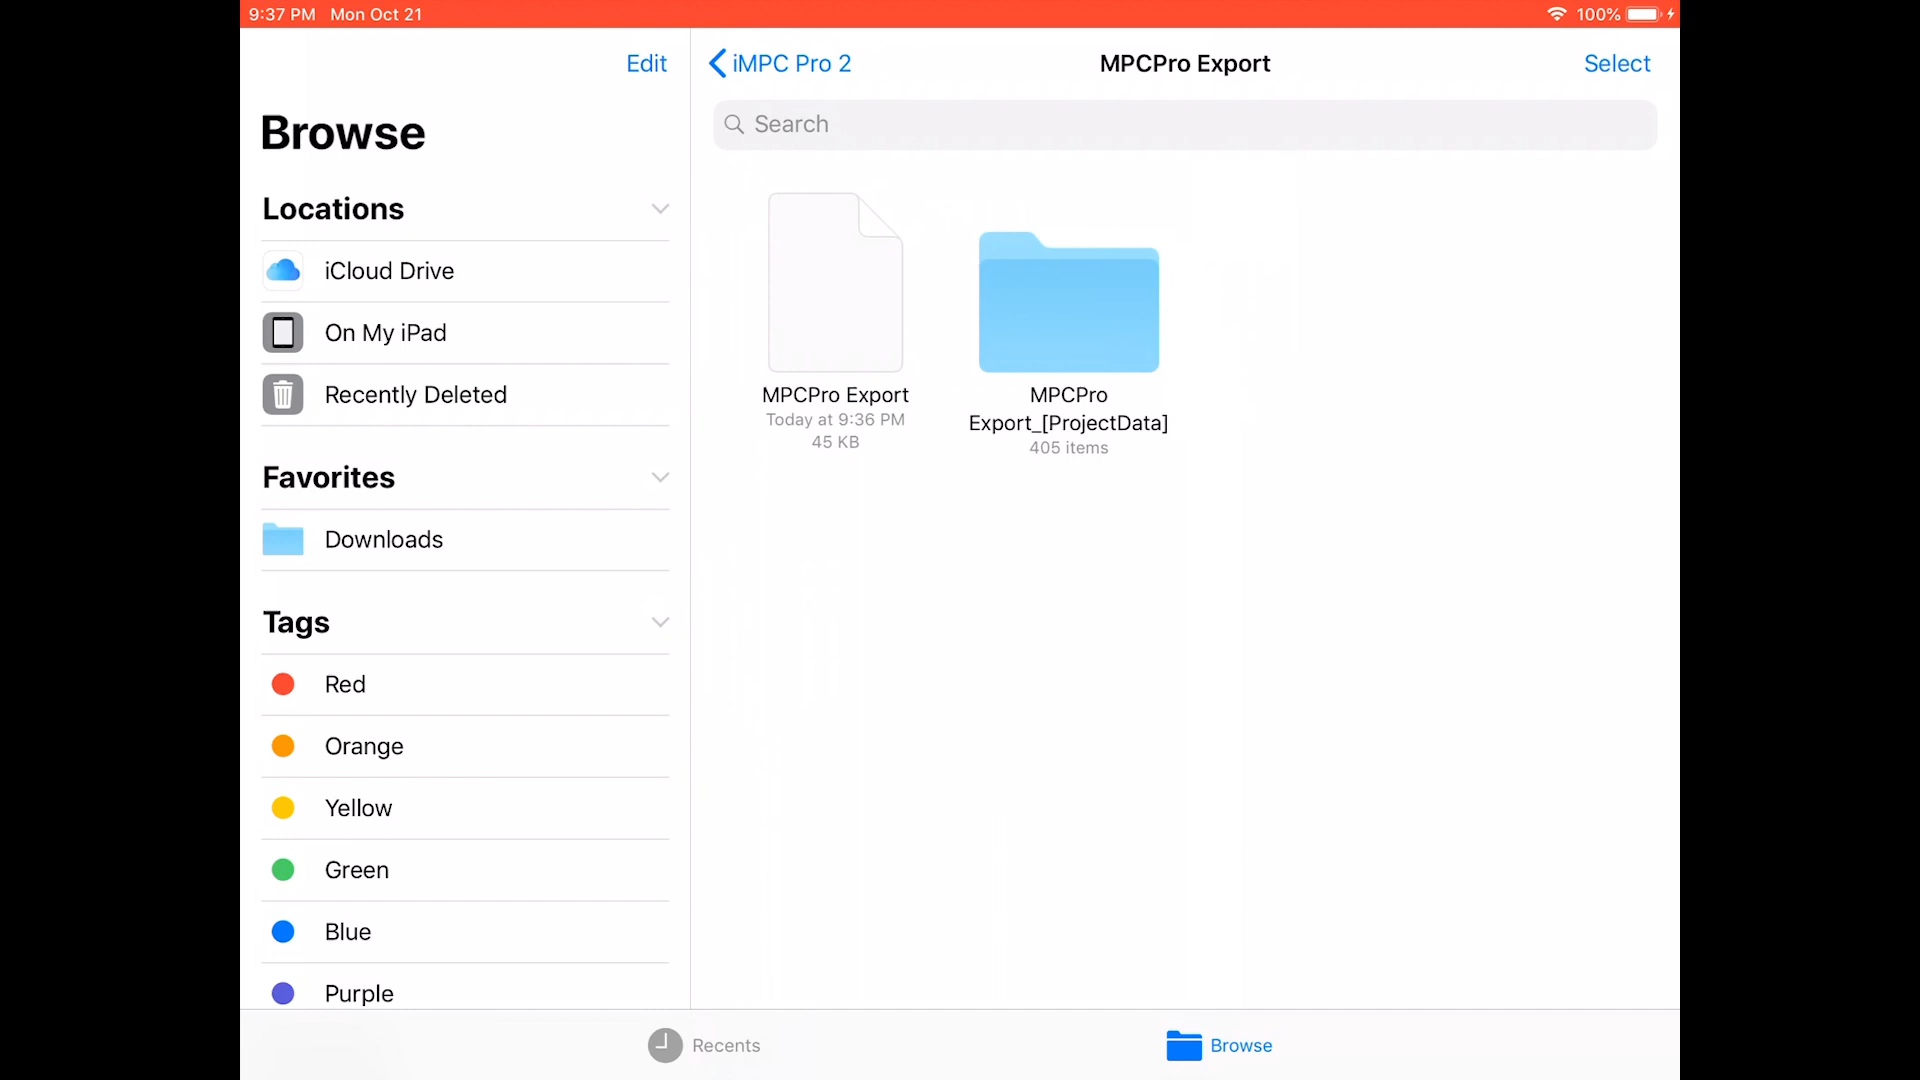 9:37 PM Mon Oct 21
100%
Edit
iMPC Pro 2
MPCPro Export
Select
Search
Browse
Locations
iCloud Drive
On My iPad
Recently Deleted
Favorites
Downloads
Tags
Red
Orange
Yellow
Green
Blue
Purple
MPCPro Export
Today at 9:36 PM
45 KB
MPCPro
Export_[ProjectData]
405 items
Recents
Browse